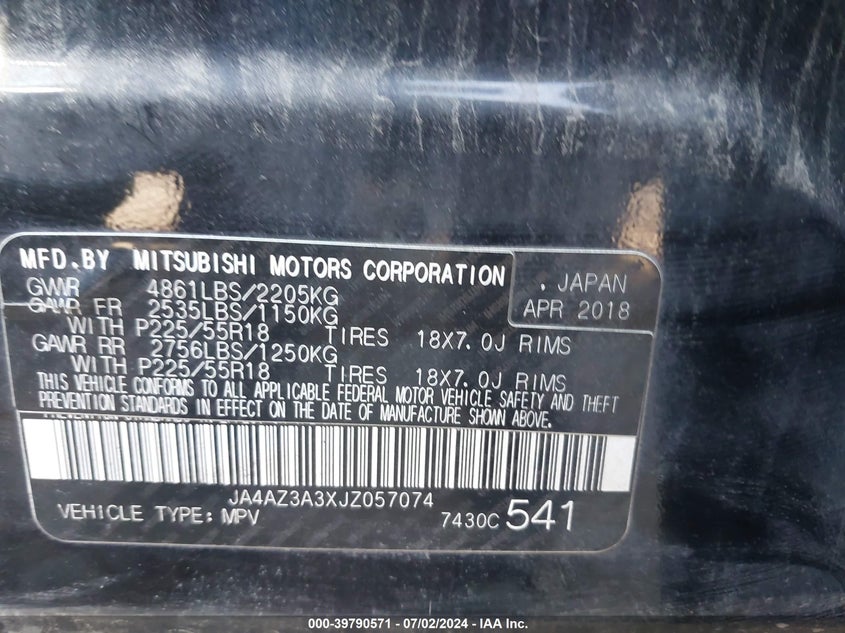 MFD.BY MITSUBISHI MOTORS CORPORATION
. JAPAN
APR 2018
GVWR 4861LBS/2205KG
GAWR FR 2535LBS/1150KG
WITH P225/55R18 TIRES 18X7.0J RIMS
GAWR RR 2756LBS/1250KG
WITH P225/55R18 TIRES 18X7.0J RIMS
THIS VEHICLE CONFORMS TO ALL APPLICABLE FEDERAL MOTOR VEHICLE SAFETY AND THEFT
PREVENTION STANDARDS IN EFFECT ON THE DATE OF MANUFACTURE SHOWN ABOVE.
JA4AZ3A3XJZ057074
VEHICLE TYPE: MPV 7430C 541
000-39790571 - 07/02/2024 - IAA Inc.